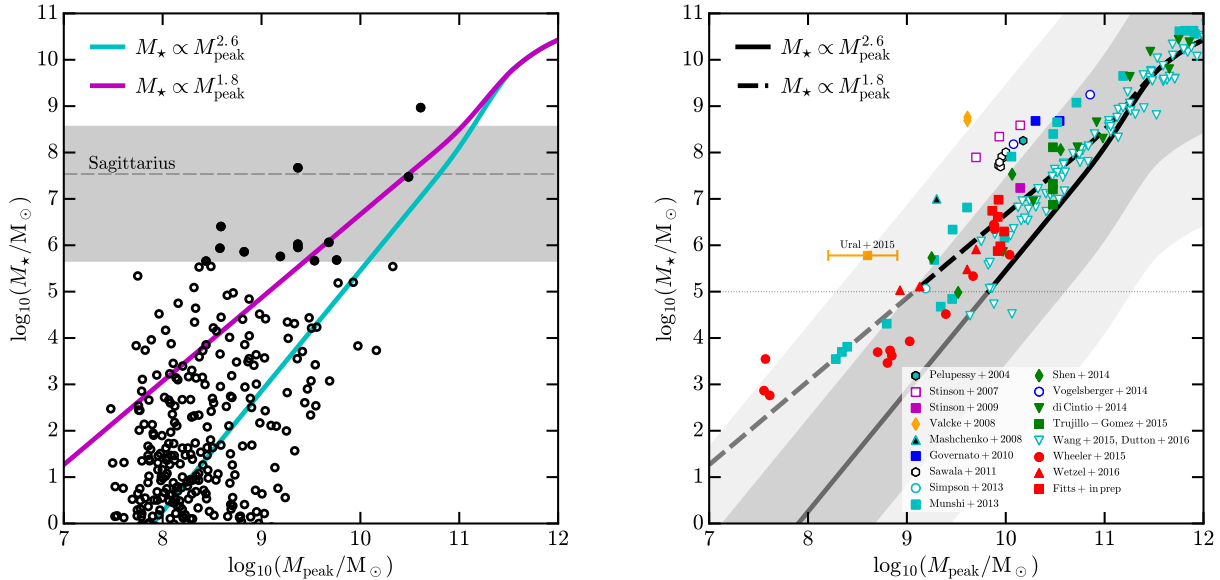 M⋆ ∝ M_peak^2.6
M⋆ ∝ M_peak^1.8
Sagittarius
log10(M⋆/M⊙)
11
10
9
8
7
6
5
4
3
2
1
0
7 8 9 10 11 12
log10(Mpeak/M⊙)
M⋆ ∝ M_peak^2.6
M⋆ ∝ M_peak^1.8
Ural+2015
log10(M⋆/M⊙)
11
10
9
8
7
6
5
4
3
2
1
0
Pelupessy+2004
Stinson+2007
Stinson+2009
Valcke+2008
Mashchenko+2008
Governato+2010
Sawala+2011
Simpson+2013
Munshi+2013
Shen+2014
Vogelsberger+2014
di Cintio+2014
Trujillo−Gomez+2015
Wang+2015, Dutton+2016
Wheeler+2015
Wetzel+2016
Fitts+in prep
7 8 9 10 11 12
log10(Mpeak/M⊙)